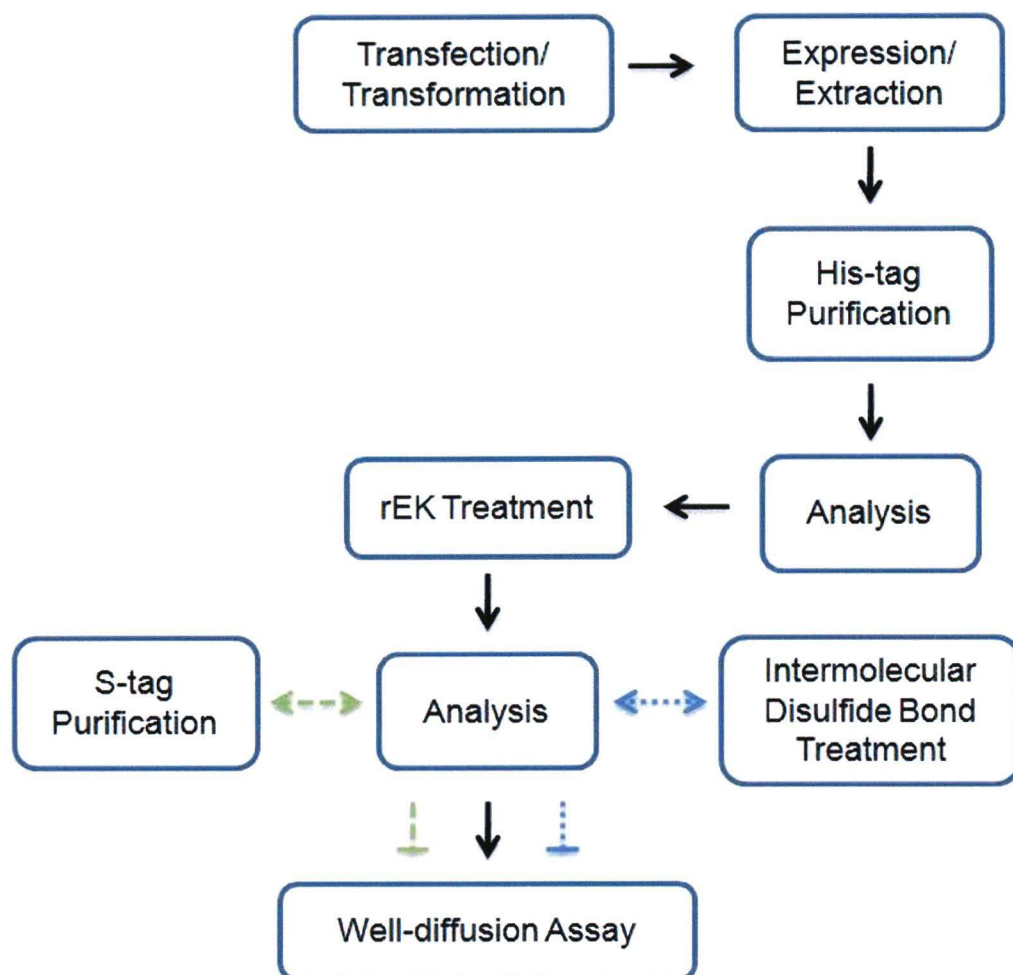 Transfection/
Transformation
Expression/
Extraction
His-tag
Purification
Analysis
rEK Treatment
S-tag
Purification
Analysis
Intermolecular
Disulfide Bond
Treatment
Well-diffusion Assay